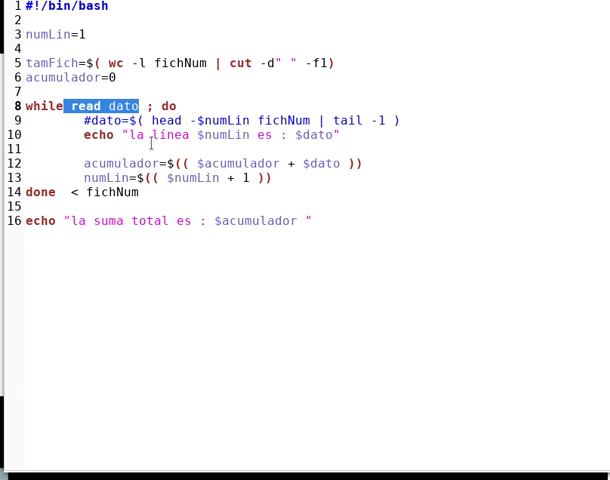 1 #!/bin/bash
2
3 numLin=1
4
5 tamFich=$( wc -l fichNum | cut -d" " -f1)
6 acumulador=0
7
8 while read dato ; do
9 #dato=$( head -$numLin fichNum | tail -1 )
10 echo "la línea $numLin es : $dato"
11
12 acumulador=$(( $acumulador + $dato ))
13 numLin=$(( $numLin + 1 ))
14 done < fichNum
15
16 echo "la suma total es : $acumulador "